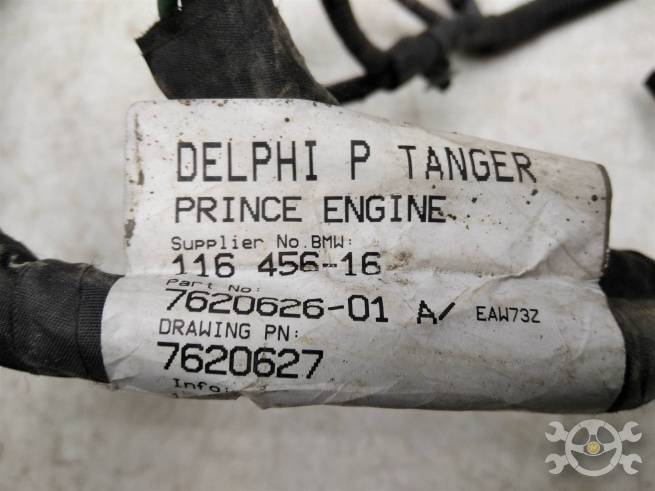 DELPHI P TANGER
PRINCE ENGINE
Supplier No.BMW:
116 456-16
Part No:
7620626-01 A/ EAW73Z
DRAWING PN:
7620627
Info: